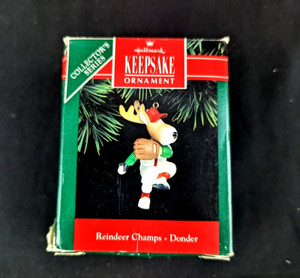 COLLECTOR'S
SERIES
Hallmark
KEEPSAKE
ORNAMENT
Reindeer Champs - Donder